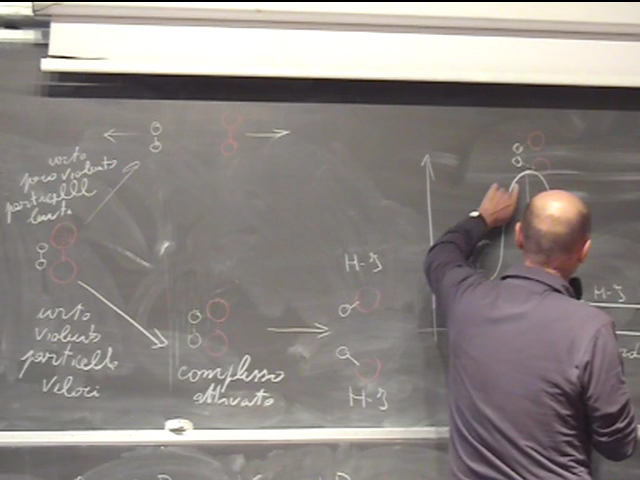 urto
poco violento
particelle
lente
urto
violento
particelle
veloci
complesso
attivato
H-I
H-I
H-I